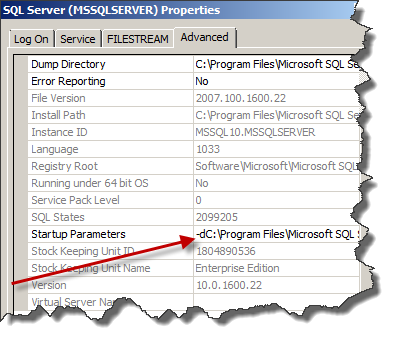 SQL Server (MSSQLSERVER) Properties
Log On Service FILESTREAM Advanced
Dump Directory C:\Program Files\Microsoft SQL Se
Error Reporting No
File Version 2007.100.1600.22
Install Path C:\Program Files\Microsoft SQL Se
Instance ID MSSQL10.MSSQLSERVER
Language 1033
Registry Root Software\Microsoft\Microsoft SQL
Running under 64 bit OS No
Service Pack Level 0
SQL States 2099205
Startup Parameters -dC:\Program Files\Microsoft SQL S
Stock Keeping Unit ID 1804890536
Stock Keeping Unit Name Enterprise Edition
Version 10.0.1600.22
Virtual Server Name